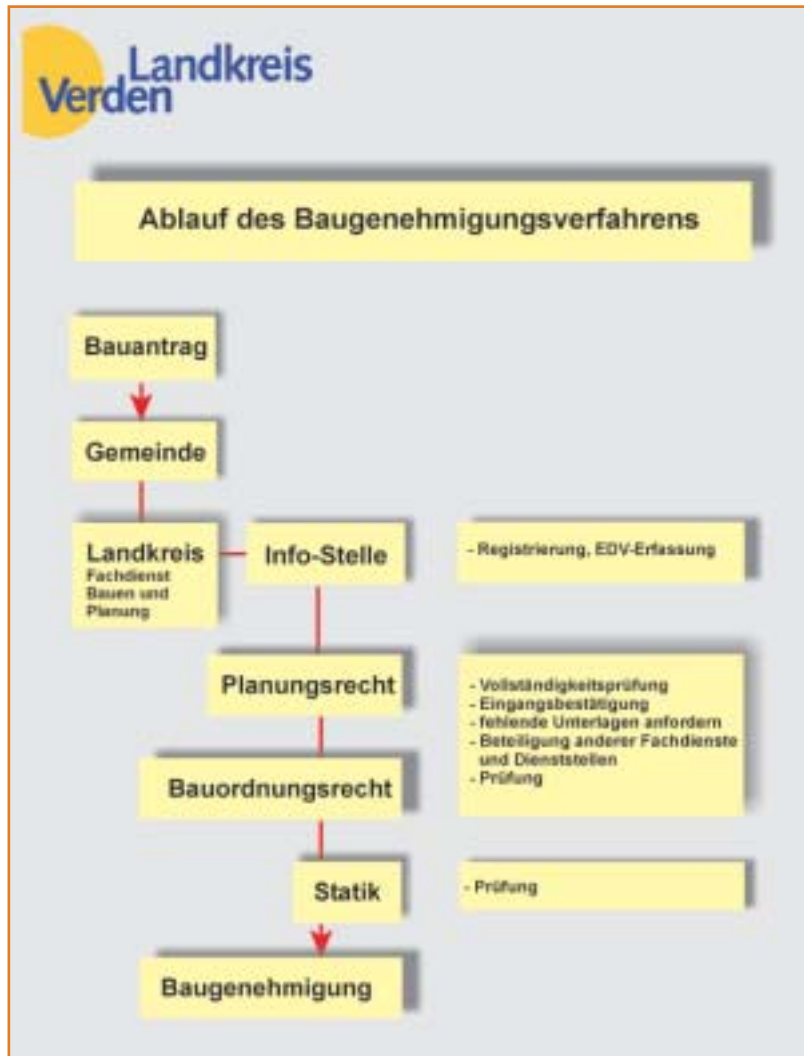 Landkreis
Verden
Ablauf des Baugenehmigungsverfahrens
Bauantrag
Gemeinde
Landkreis
Fachdienst
Bauen und
Planung
Info-Stelle
- Registrierung, EDV-Erfassung
Planungsrecht
- Vollständigkeitsprüfung
- Eingangsbestätigung
- fehlende Unterlagen anfordern
- Beteiligung anderer Fachdienste
und Dienststellen
- Prüfung
Bauordnungsrecht
Statik
- Prüfung
Baugenehmigung